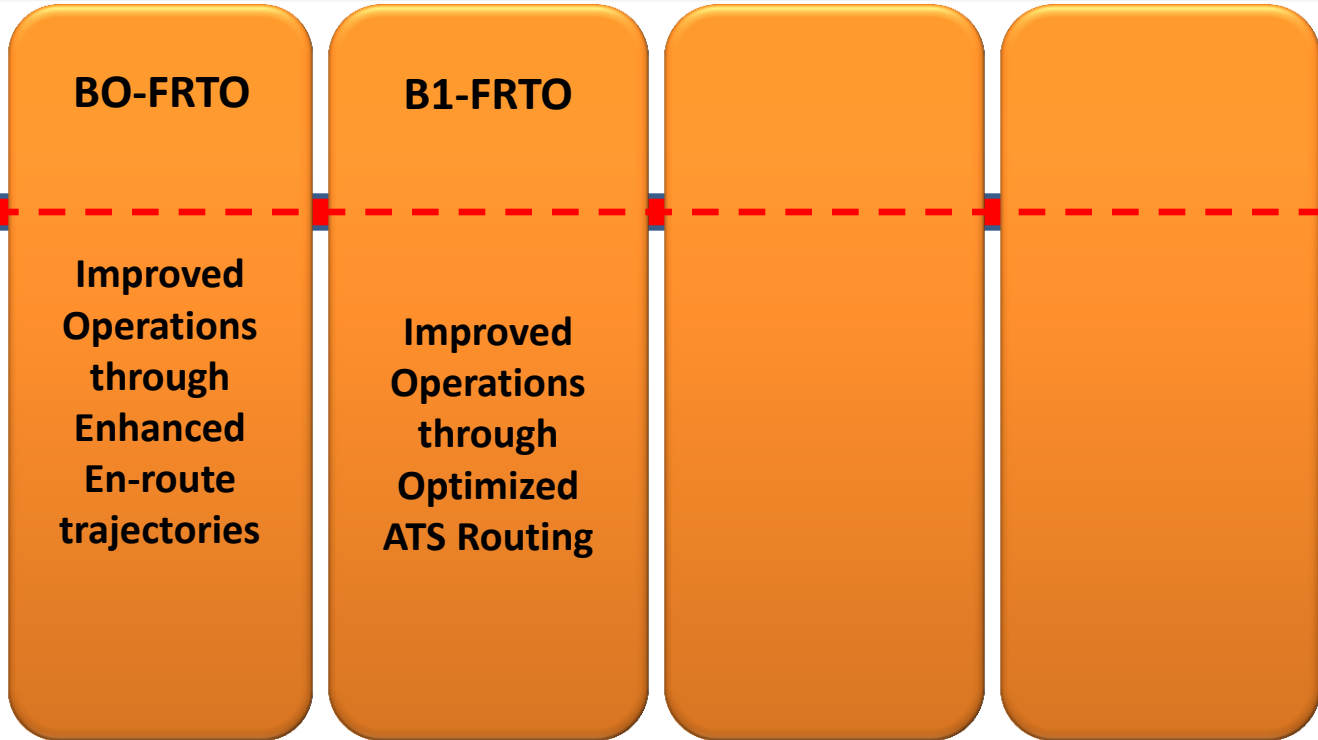 BO-FRTO
Improved
Operations
through
Enhanced
En-route
trajectories
B1-FRTO
Improved
Operations
through
Optimized
ATS Routing